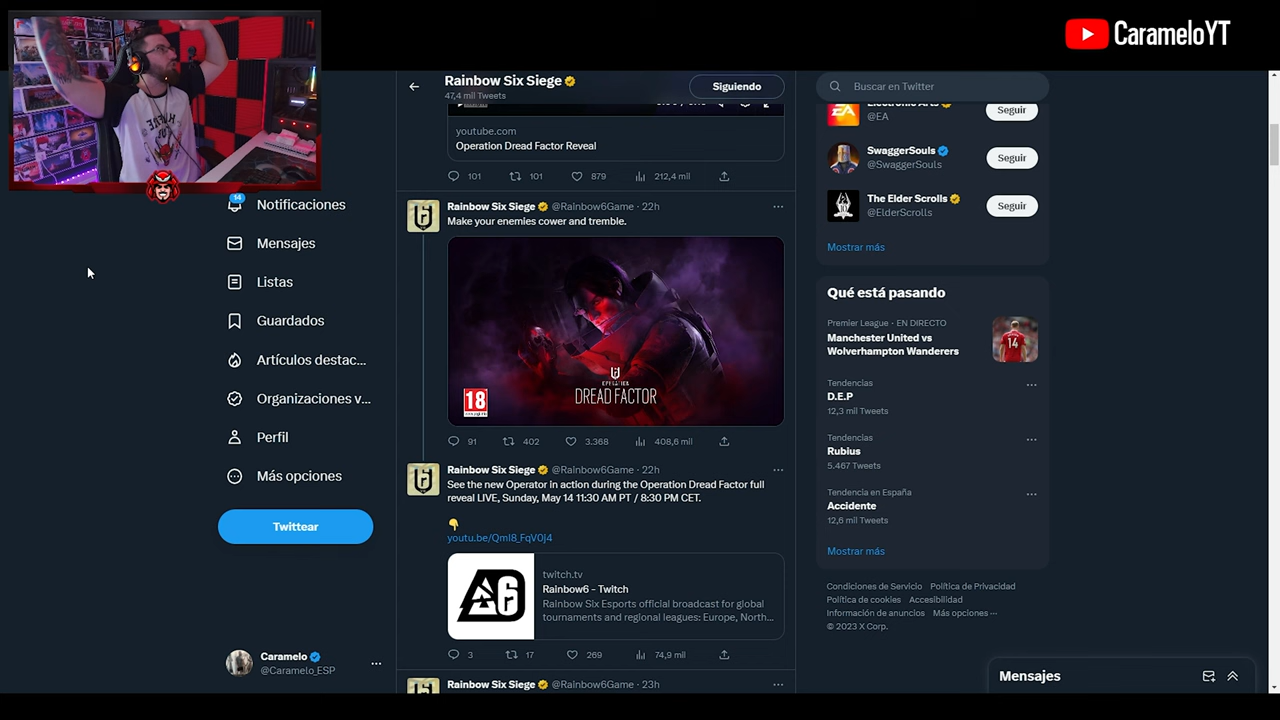 CarameloYT
Rainbow Six Siege
47,4 mil Tweets
Siguiendo
Buscar en Twitter
youtube.com
Operation Dread Factor Reveal
101 101 879 212,4 mil
Electronic Arts
@EA
Seguir
SwaggerSouls
@SwaggerSouls
Seguir
The Elder Scrolls
@ElderScrolls
Seguir
Mostrar más
14
Notificaciones
Mensajes
Listas
Guardados
Artículos destac...
Organizaciones v...
Perfil
Más opciones
Twittear
Caramelo
@Caramelo_ESP
Rainbow Six Siege @Rainbow6Game · 22h
Make your enemies cower and tremble.
18
OPERATION
DREAD FACTOR
91 402 3.368 408,6 mil
Rainbow Six Siege @Rainbow6Game · 22h
See the new Operator in action during the Operation Dread Factor full
reveal LIVE, Sunday, May 14 11:30 AM PT / 8:30 PM CET.
👇
youtu.be/Qml8_FqV0J4
twitch.tv
Rainbow6 - Twitch
Rainbow Six Esports official broadcast for global
tournaments and regional leagues: Europe, North...
3 17 269 74,9 mil
Rainbow Six Siege @Rainbow6Game · 23h
Qué está pasando
Premier League · EN DIRECTO
Manchester United vs
Wolverhampton Wanderers
14
Tendencias
D.E.P
12,3 mil Tweets
Tendencias
Rubius
5.467 Tweets
Tendencia en España
Accidente
12,6 mil Tweets
Mostrar más
Condiciones de Servicio Política de Privacidad
Política de cookies Accesibilidad
Información de anuncios Más opciones ···
© 2023 X Corp.
Mensajes